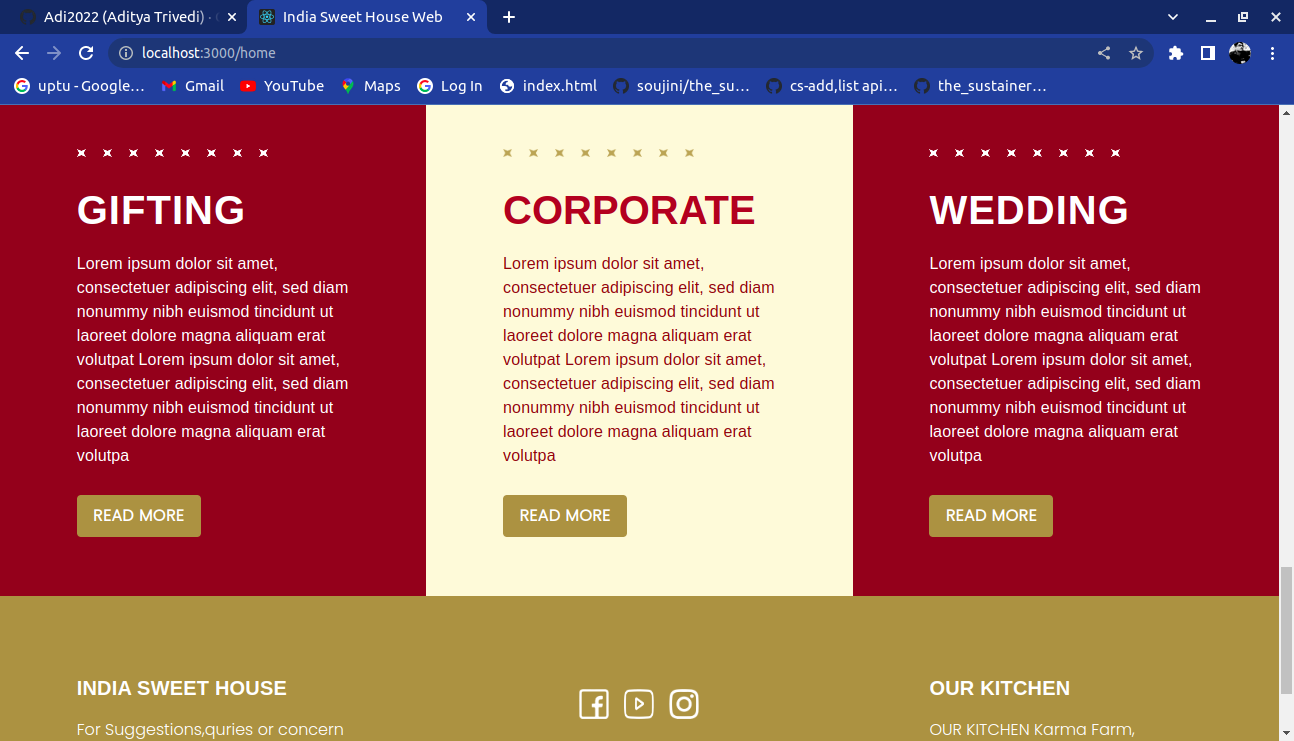 Adi2022 (Aditya Trivedi) ·
India Sweet House Web
localhost:3000/home
uptu - Google...
Gmail
YouTube
Maps
Log In
index.html
soujini/the_su...
cs-add,list api...
the_sustainer...
GIFTING
Lorem ipsum dolor sit amet,
consectetuer adipiscing elit, sed diam
nonummy nibh euismod tincidunt ut
laoreet dolore magna aliquam erat
volutpat Lorem ipsum dolor sit amet,
consectetuer adipiscing elit, sed diam
nonummy nibh euismod tincidunt ut
laoreet dolore magna aliquam erat
volutpa
READ MORE
CORPORATE
Lorem ipsum dolor sit amet,
consectetuer adipiscing elit, sed diam
nonummy nibh euismod tincidunt ut
laoreet dolore magna aliquam erat
volutpat Lorem ipsum dolor sit amet,
consectetuer adipiscing elit, sed diam
nonummy nibh euismod tincidunt ut
laoreet dolore magna aliquam erat
volutpa
READ MORE
WEDDING
Lorem ipsum dolor sit amet,
consectetuer adipiscing elit, sed diam
nonummy nibh euismod tincidunt ut
laoreet dolore magna aliquam erat
volutpat Lorem ipsum dolor sit amet,
consectetuer adipiscing elit, sed diam
nonummy nibh euismod tincidunt ut
laoreet dolore magna aliquam erat
volutpa
READ MORE
INDIA SWEET HOUSE
For Suggestions,quries or concern
OUR KITCHEN
OUR KITCHEN Karma Farm,